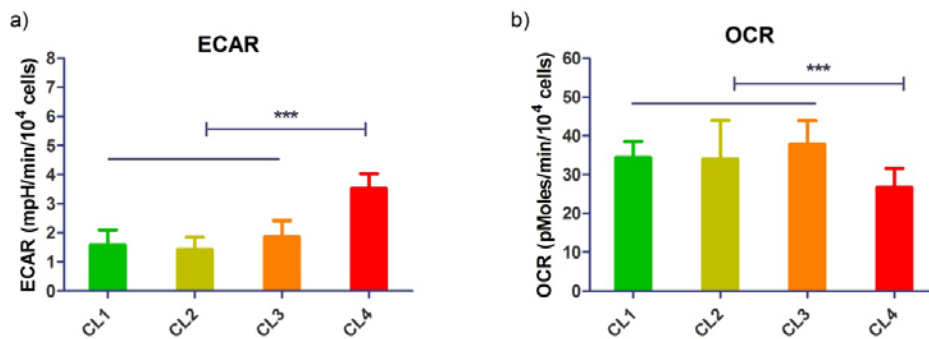 a)
ECAR
ECAR (mpH/min/10⁴ cells)
8
7
6
5
4
3
2
1
0
***
CL1
CL2
CL3
CL4
b)
OCR
OCR (pMoles/min/10⁴ cells)
60
50
40
30
20
10
0
***
CL1
CL2
CL3
CL4